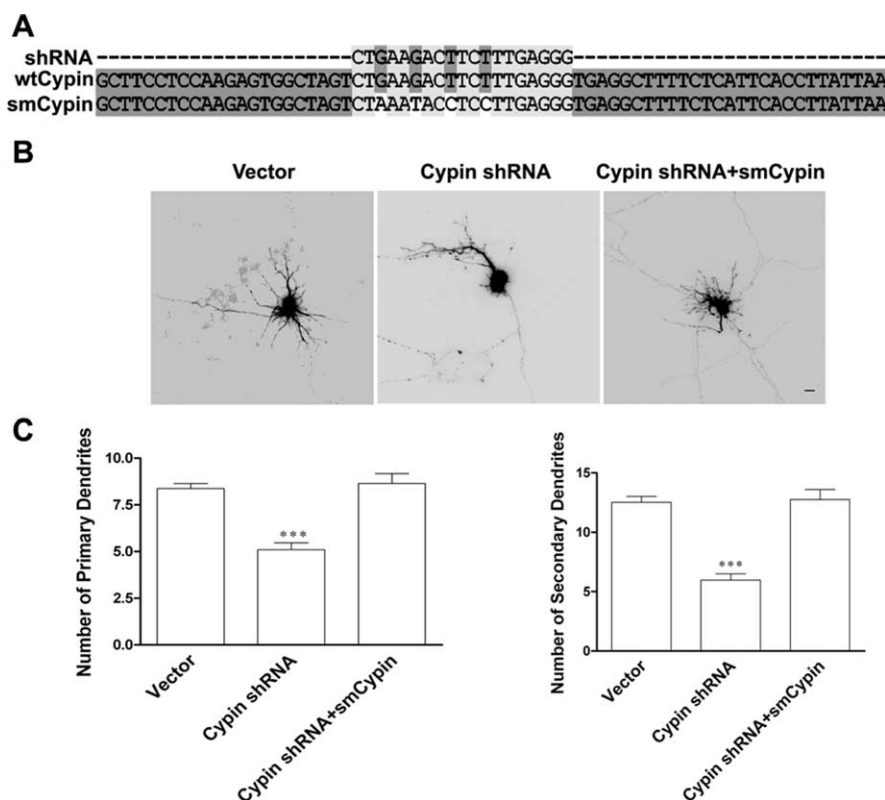 A
shRNA ----------------------CTGAAGACTTCTTTGAGGG---------------------------
wtCypin GCTTCCTCCAAGAGTGGCTAGTCTGAAGACTTCTTTGAGGGTGAGGCTTTTCTCATTCACCTTATTAA
smCypin GCTTCCTCCAAGAGTGGCTAGTCTAAATACCTCCTTGAGGGTGAGGCTTTTCTCATTCACCTTATTAA
B
Vector
Cypin shRNA
Cypin shRNA+smCypin
C
Number of Primary Dendrites
10.0
7.5
5.0
2.5
0.0
***
Vector
Cypin shRNA
Cypin shRNA+smCypin
Number of Secondary Dendrites
15
10
5
0
***
Vector
Cypin shRNA
Cypin shRNA+smCypin